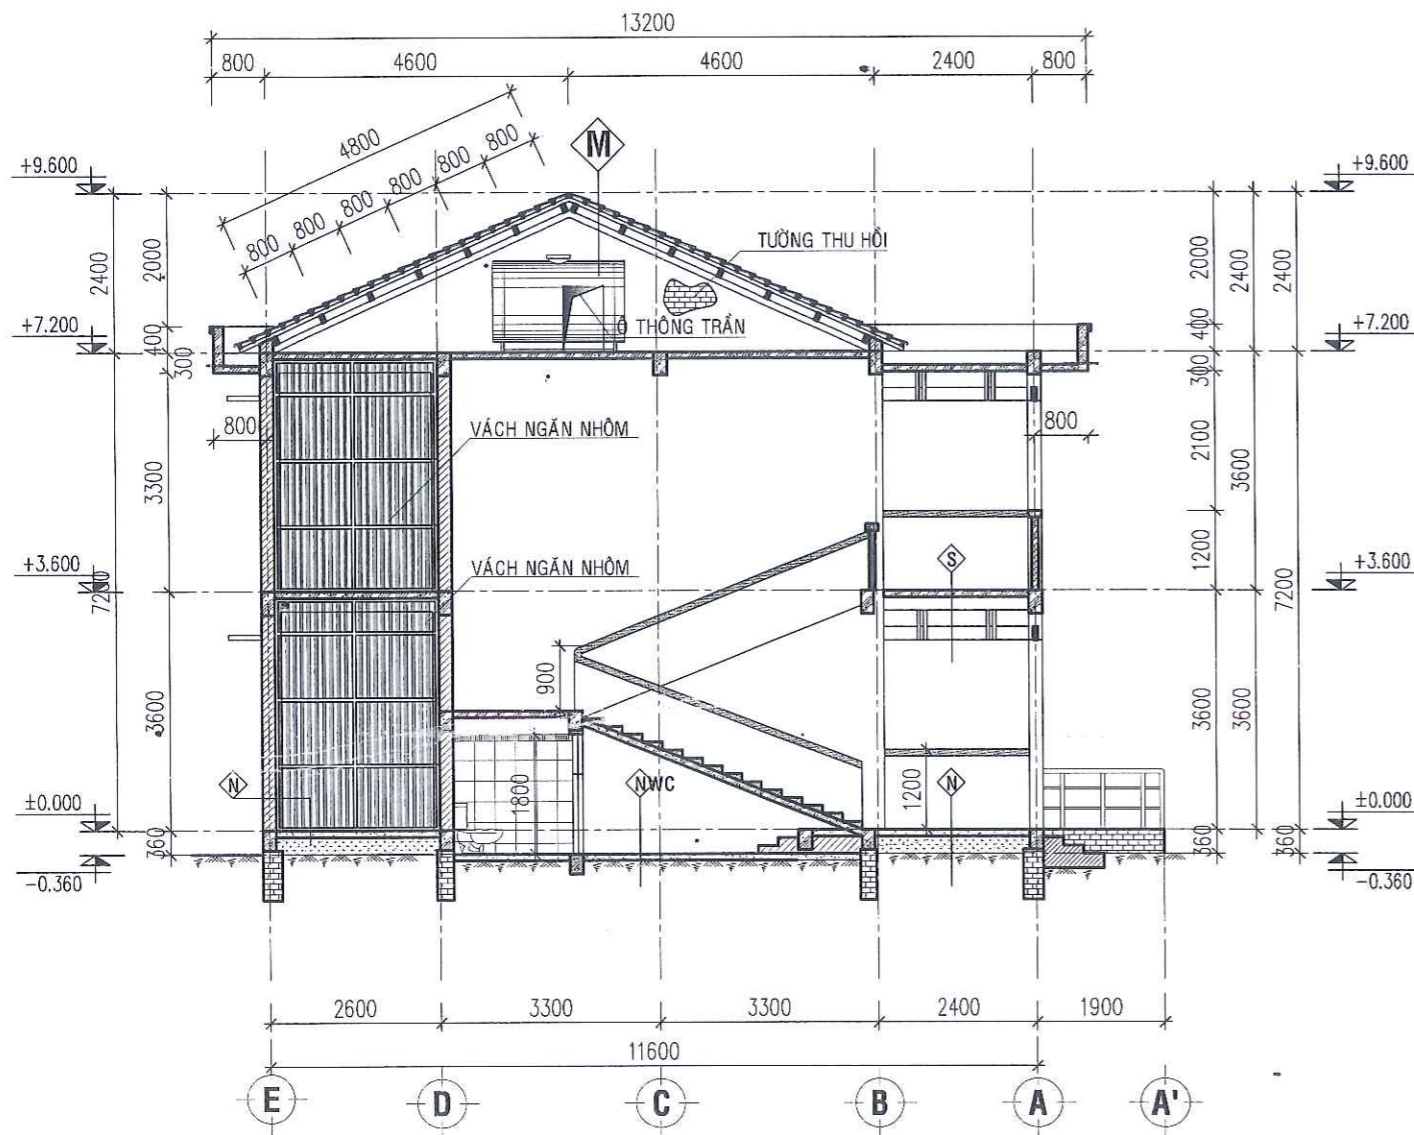 13200
800 4600 4600 2400 800
4800
800 800 800 800 800 800
M
+9.600
+9.600
2400 2000
2000 2400 2400
TƯỜNG THU HỒI
Ô THÔNG TRẦN
+7.200
+7.200
400
400
300
300
800
800
VÁCH NGĂN NHÔM
3300
2100
3600
1200
VÁCH NGĂN NHÔM
S
+3.600
+3.600
7200
7200
900
3600
3600 3600
N
1800
NWC
1200
N
±0.000
±0.000
360
360 360
-0.360
-0.360
2600 3300 3300 2400 1900
11600
E D C B A A'